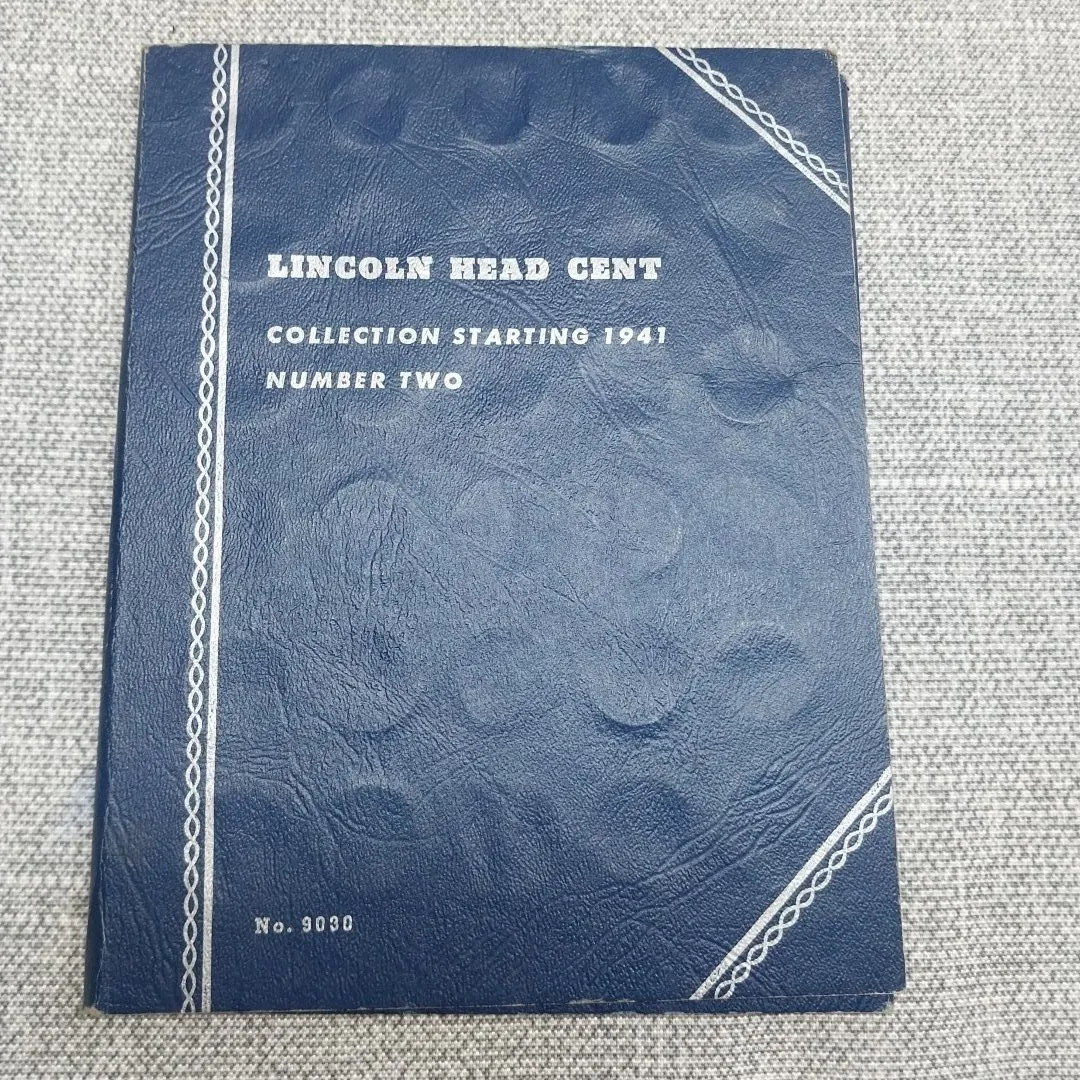 LINCOLN HEAD CENT
COLLECTION STARTING 1941
NUMBER TWO
No. 9030